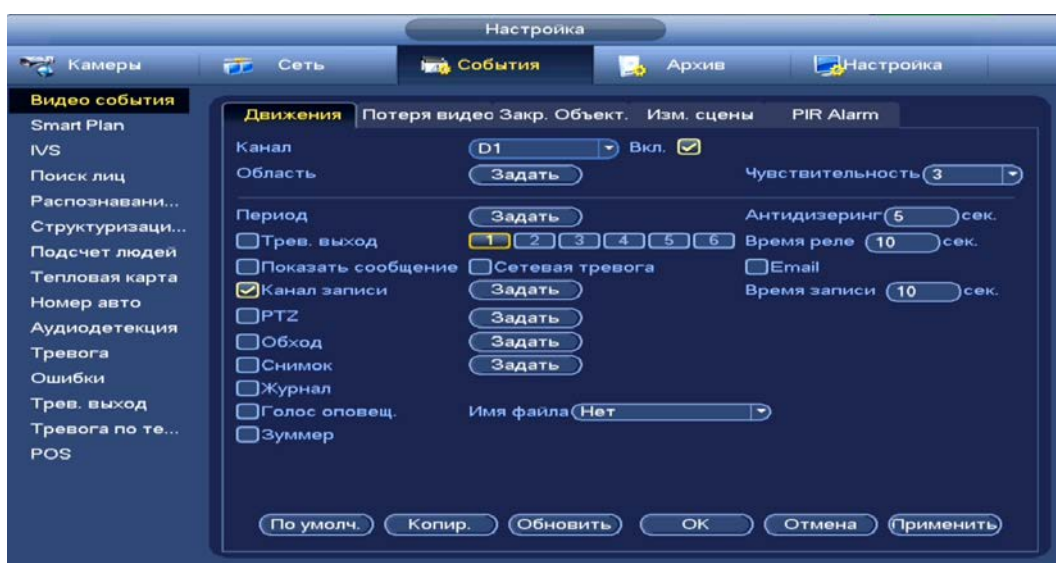 Настройка
Камеры Сеть События Архив Настройка
Видео события
Smart Plan
IVS
Поиск лиц
Распознавани...
Структуризаци...
Подсчет людей
Тепловая карта
Номер авто
Аудиодетекция
Тревога
Ошибки
Трев. выход
Тревога по те...
POS
Движения Потеря видео Закр. Объект. Изм. сцены PIR Alarm
Канал D1 Вкл.
Область Задать Чувствительность 3
Период Задать Антидизеринг 5 сек.
Трев. выход 1 2 3 4 5 6 Время реле 10 сек.
Показать сообщение Сетевая тревога Email
Канал записи Задать Время записи 10 сек.
PTZ Задать
Обход Задать
Снимок Задать
Журнал
Голос оповещ. Имя файла Нет
Зуммер
По умолч. Копир. Обновить OK Отмена Применить